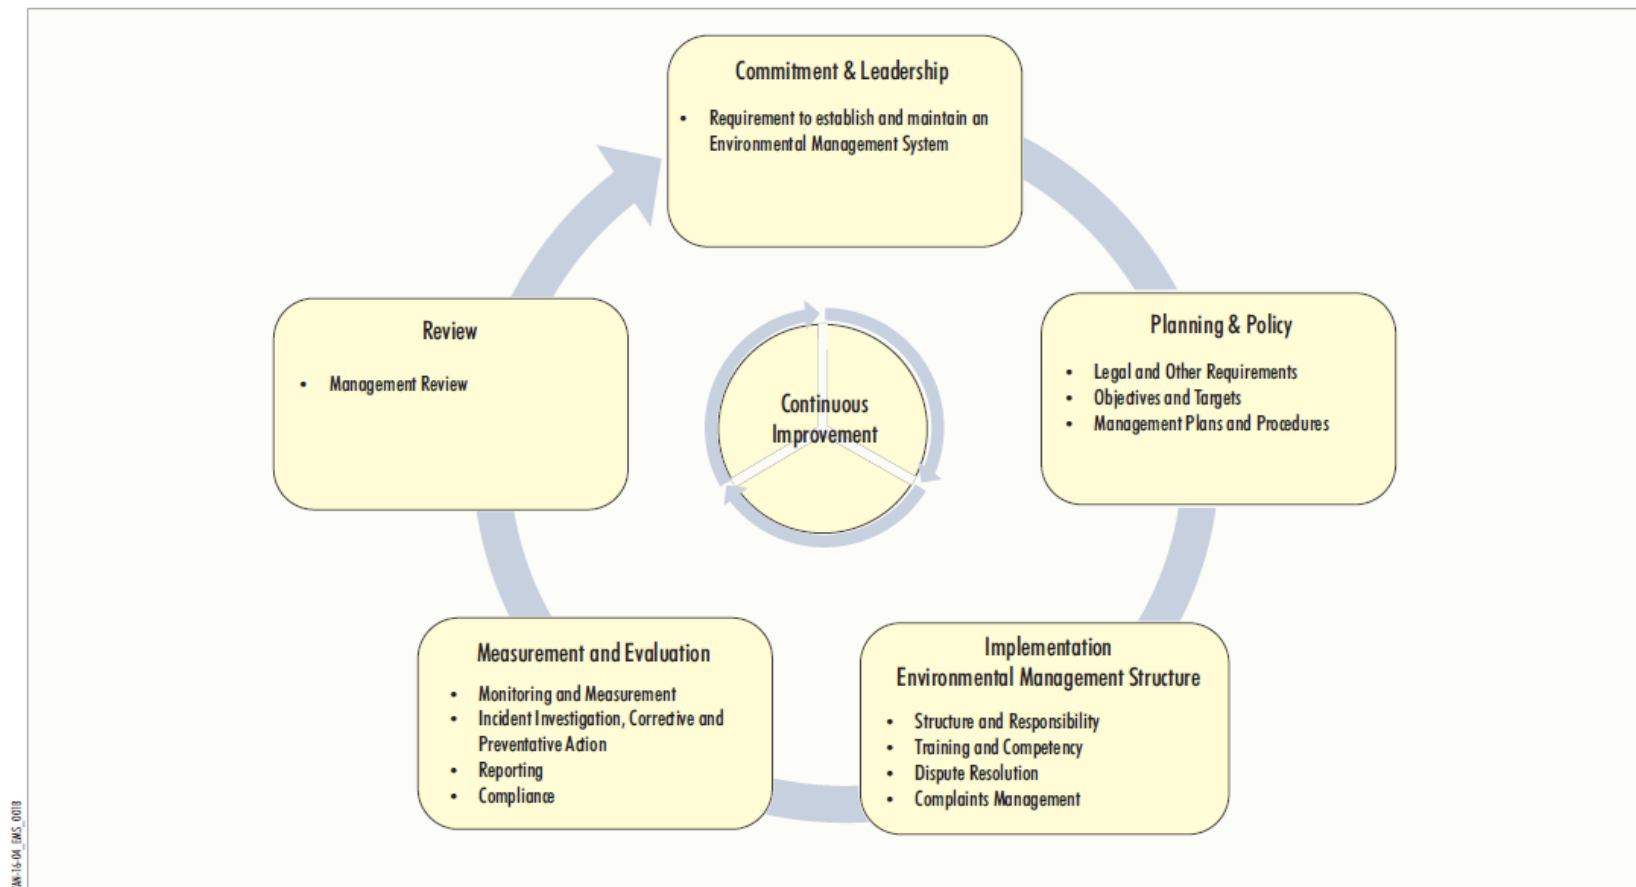 Commitment & Leadership
• Requirement to establish and maintain an
Environmental Management System
Planning & Policy
• Legal and Other Requirements
• Objectives and Targets
• Management Plans and Procedures
Implementation
Environmental Management Structure
• Structure and Responsibility
• Training and Competency
• Dispute Resolution
• Complaints Management
Measurement and Evaluation
• Monitoring and Measurement
• Incident Investigation, Corrective and
Preventative Action
• Reporting
• Compliance
Review
• Management Review
Continuous
Improvement